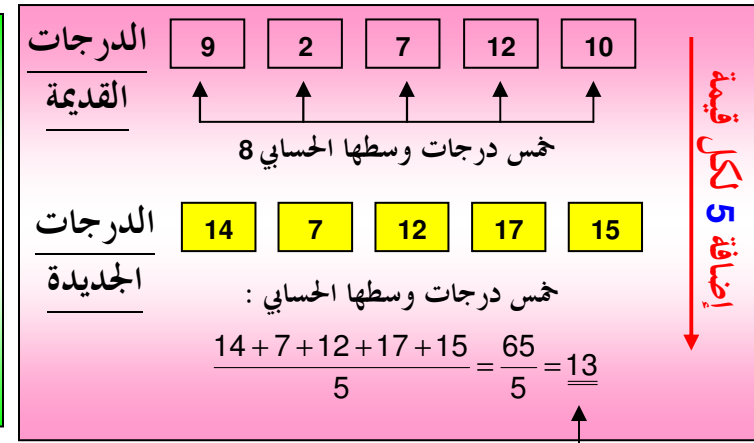 الدرجات القديمة
9 2 7 12 10
خمس درجات وسطها الحسابي 8
إضافة 5 لكل قيمة
الدرجات الجديدة
14 7 12 17 15
خمس درجات وسطها الحسابي :
(14+7+12+17+15)/5 = 65/5 = 13